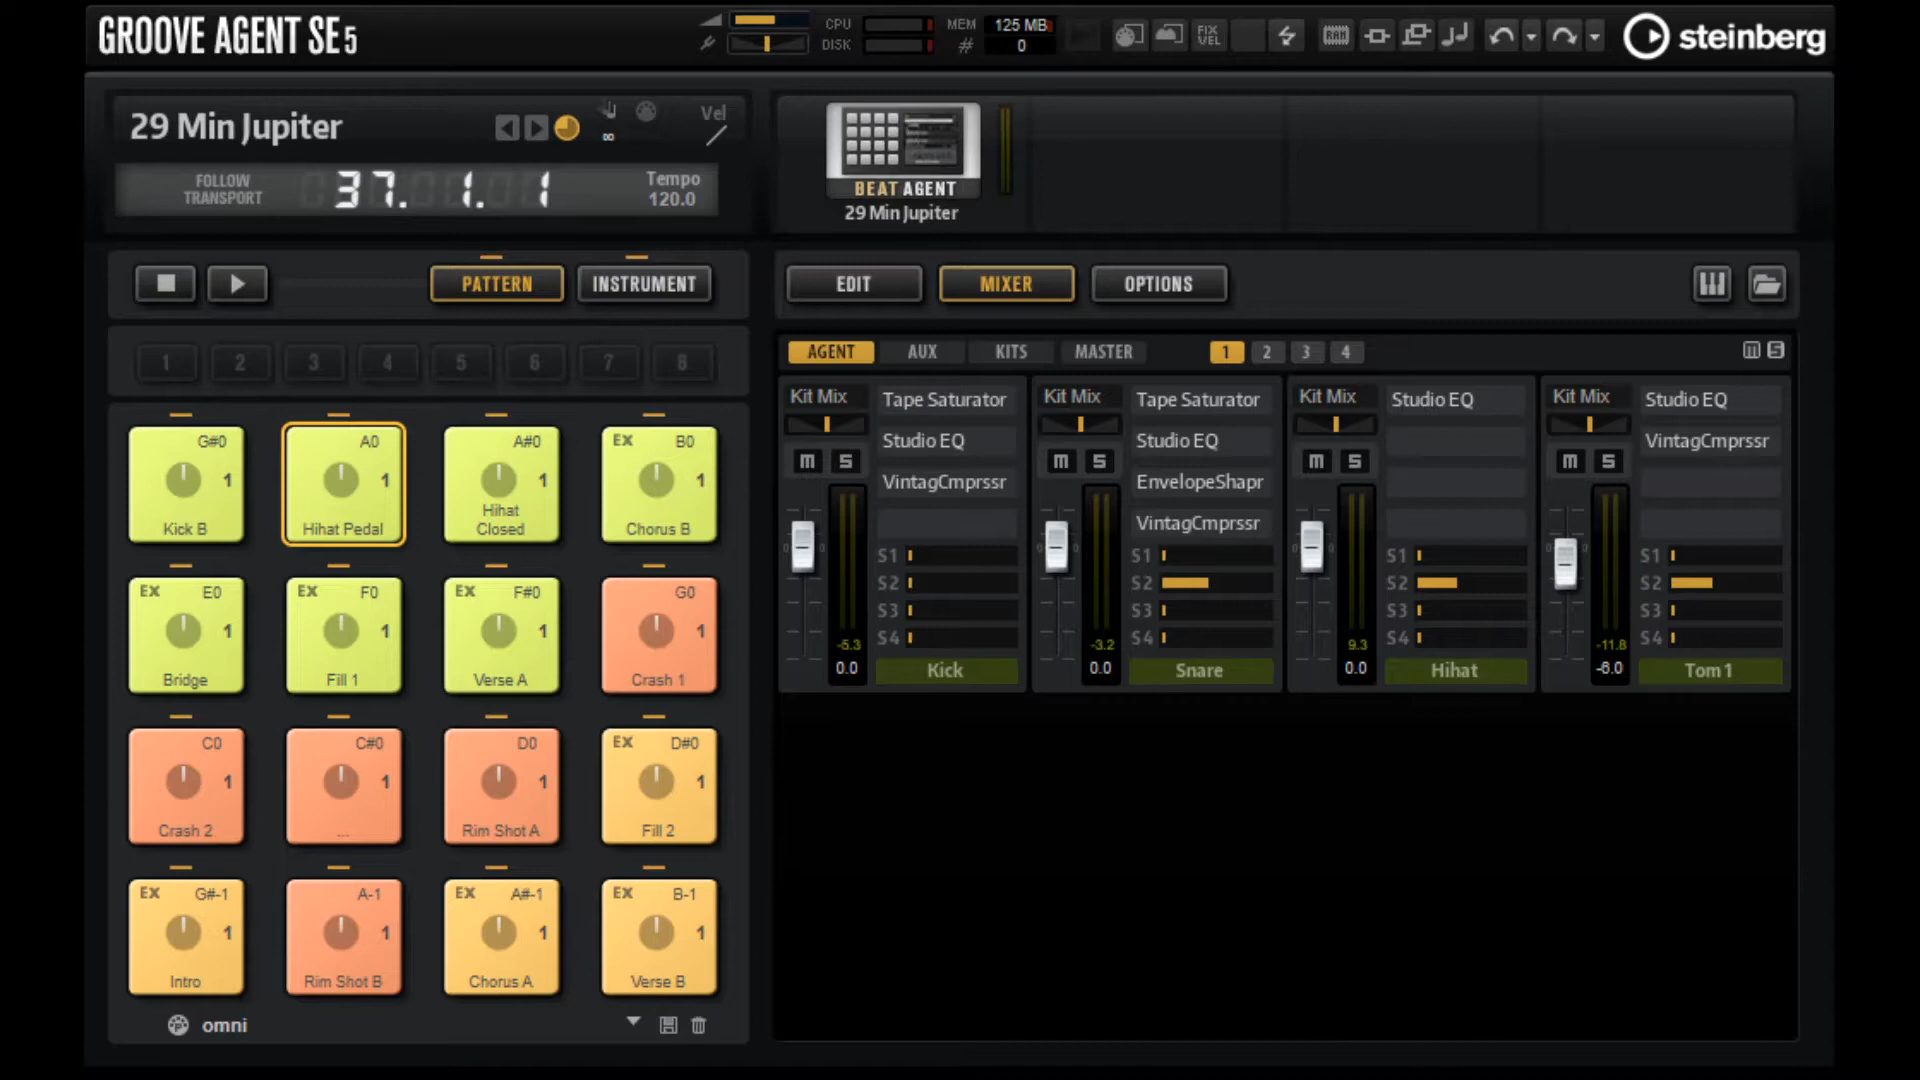 GROOVE AGENT SE5
CPU
DISK
MEM
#
125 MB
0
FIX
VEL
RAM
steinberg
29 Min Jupiter
∞
Vel
FOLLOW
TRANSPORT
37. 1. 1
Tempo
120.0
BEAT AGENT
29 Min Jupiter
PATTERN
INSTRUMENT
EDIT
MIXER
OPTIONS
1 2 3 4 5 6 7 8
AGENT AUX KITS MASTER 1 2 3 4
M S
G#0
1
Kick B
A0
1
Hihat Pedal
A#0
1
Hihat
Closed
EX B0
1
Chorus B
EX E0
1
Bridge
EX F0
1
Fill 1
EX F#0
1
Verse A
G0
1
Crash 1
C0
1
Crash 2
C#0
1
...
D0
1
Rim Shot A
EX D#0
1
Fill 2
EX G#-1
1
Intro
A-1
1
Rim Shot B
EX A#-1
1
Chorus A
EX B-1
1
Verse B
omni
Kit Mix
Tape Saturator
Studio EQ
VintagCmprssr
M S
0 0
S1
S2
S3
S4
-5.3
0.0
Kick
Kit Mix
Tape Saturator
Studio EQ
EnvelopeShapr
VintagCmprssr
M S
0 0
S1
S2
S3
S4
-3.2
0.0
Snare
Kit Mix
Studio EQ
M S
0 0
S1
S2
S3
S4
9.3
0.0
Hihat
Kit Mix
Studio EQ
VintagCmprssr
M S
0 0
S1
S2
S3
S4
-11.8
-6.0
Tom 1